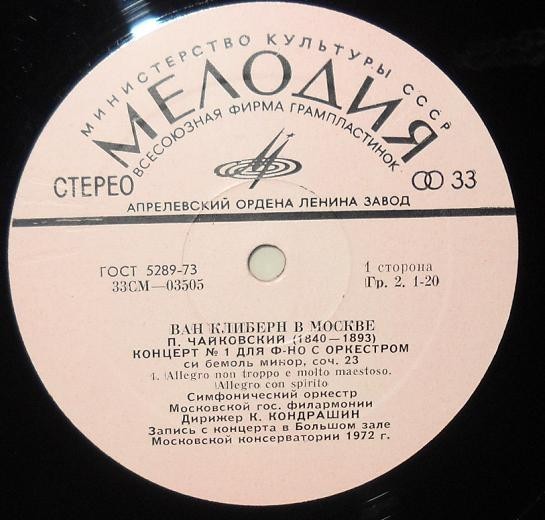 МИНИСТЕРСТВО КУЛЬТУРЫ СССР
МЕЛОДИЯ
ВСЕСОЮЗНАЯ ФИРМА ГРАМПЛАСТИНОК
СТЕРЕО
33
АПРЕЛЕВСКИЙ ОРДЕНА ЛЕНИНА ЗАВОД
ГОСТ 5289-73
33СМ—03505
1 сторона
Гр. 2. 1-20
ВАН КЛИБЕРН В МОСКВЕ
П. ЧАЙКОВСКИЙ (1840—1893)
КОНЦЕРТ № 1 ДЛЯ Ф-НО С ОРКЕСТРОМ
си бемоль минор, соч. 23
1. Allegro non troppo e molto maestoso.
Allegro con spirito
Симфонический оркестр
Московской гос. филармонии
Дирижер К. КОНДРАШИН
Запись с концерта в Большом зале
Московской консерватории 1972 г.